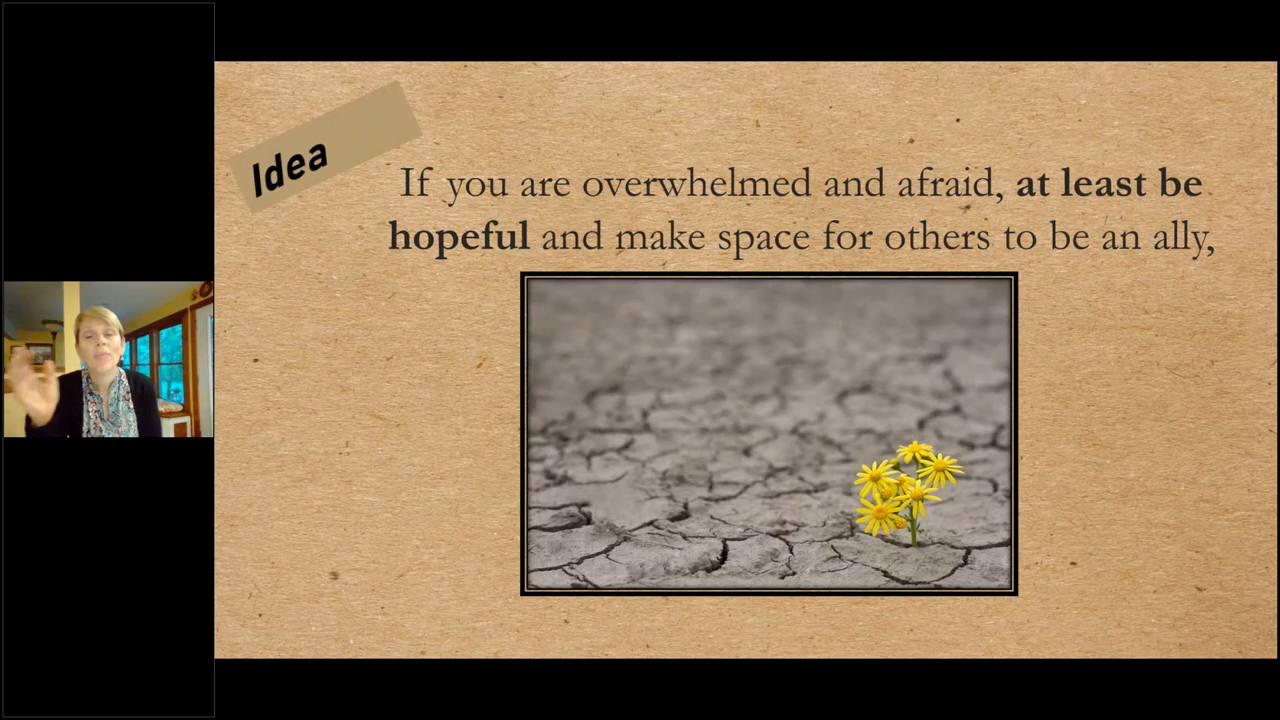 Idea
If you are overwhelmed and afraid, at least be
hopeful and make space for others to be an ally,